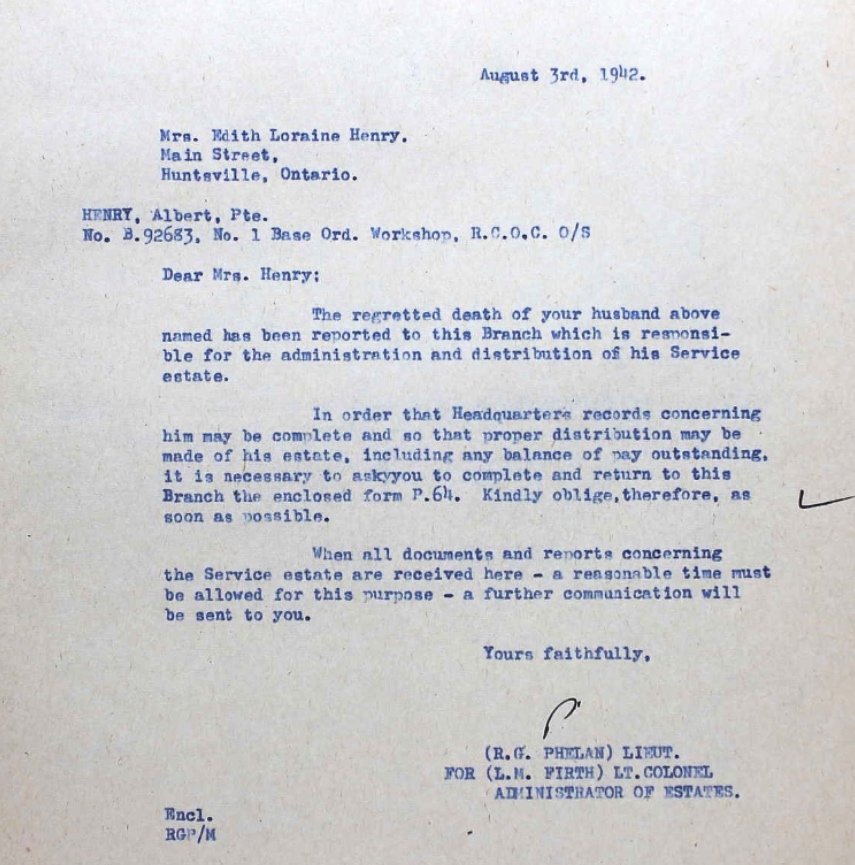 August 3rd, 1942.
Mrs. Edith Loraine Henry.
Main Street,
Huntsville, Ontario.
HENRY, Albert, Pte.
No. B.92683, No. 1 Base Ord. Workshop, R.C.O.C. O/S
Dear Mrs. Henry;
The regretted death of your husband above
named has been reported to this Branch which is responsi-
ble for the administration and distribution of his Service
estate.
In order that Headquarters records concerning
him may be complete and so that proper distribution may be
made of his estate, including any balance of pay outstanding,
it is necessary to askyyou to complete and return to this
Branch the enclosed form P.64. Kindly oblige,therefore, as
soon as possible.
When all documents and reports concerning
the Service estate are received here - a reasonable time must
be allowed for this purpose - a further communication will
be sent to you.
Yours faithfully,
(R.G. PHELAN) LIEUT.
FOR (L.M. FIRTH) LT.COLONEL
ADMINISTRATOR OF ESTATES.
Encl.
RGP/M